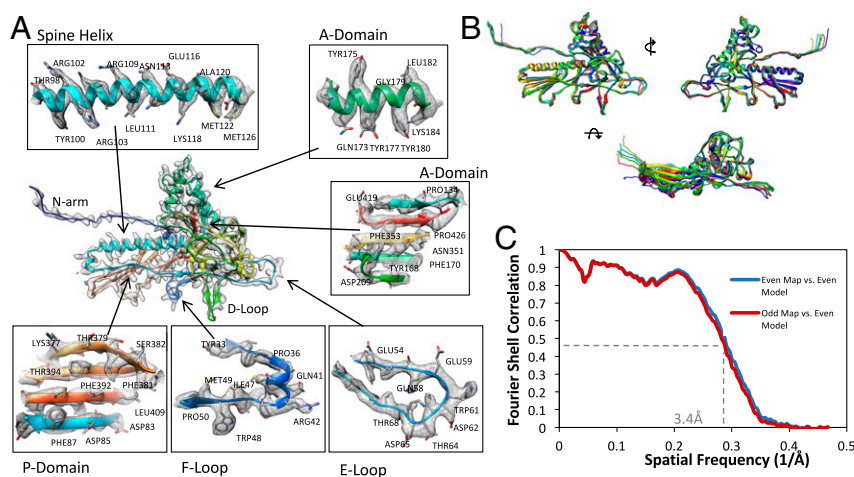 A
Spine Helix
ARG102
ARG109
ASN113
GLU116
ALA120
THR98
TYR100
ARG103
LEU111
LYS118
MET122
MET126
A-Domain
TYR175
LEU182
GLY179
LYS184
GLN173
TYR177
TYR180
A-Domain
PRO134
GLU419
PHE353
PRO426
ASN351
TYR168
PHE170
ASP209
N-arm
D-Loop
LYS377
THR379
SER382
THR394
PHE392
PHE381
LEU409
ASP83
PHE87
ASP85
P-Domain
TYR33
PRO36
MET49
ILE47
GLN41
PRO50
ARG42
TRP48
F-Loop
GLU54
GLU59
GLN58
TRP61
THR68
ASP62
ASP65
THR64
E-Loop
B
C
Fourier Shell Correlation
1
0.9
0.8
0.7
0.6
0.5
0.4
0.3
0.2
0.1
0
Even Map vs. Even
Model
Odd Map vs. Even
Model
3.4Å
0
0.1
0.2
0.3
0.4
0.5
Spatial Frequency (1/Å)